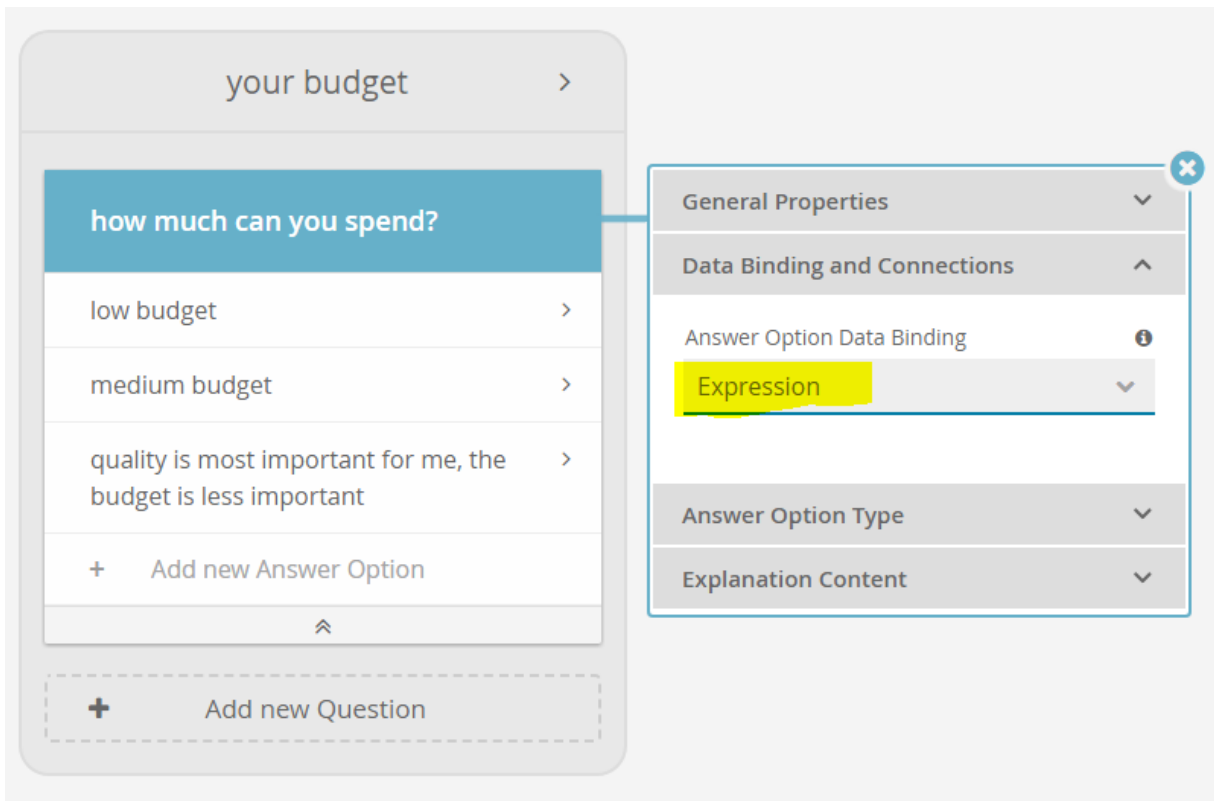 your budget
how much can you spend?
low budget
medium budget
quality is most important for me, the
budget is less important
+ Add new Answer Option
+ Add new Question
General Properties
Data Binding and Connections
Answer Option Data Binding
Expression
Answer Option Type
Explanation Content